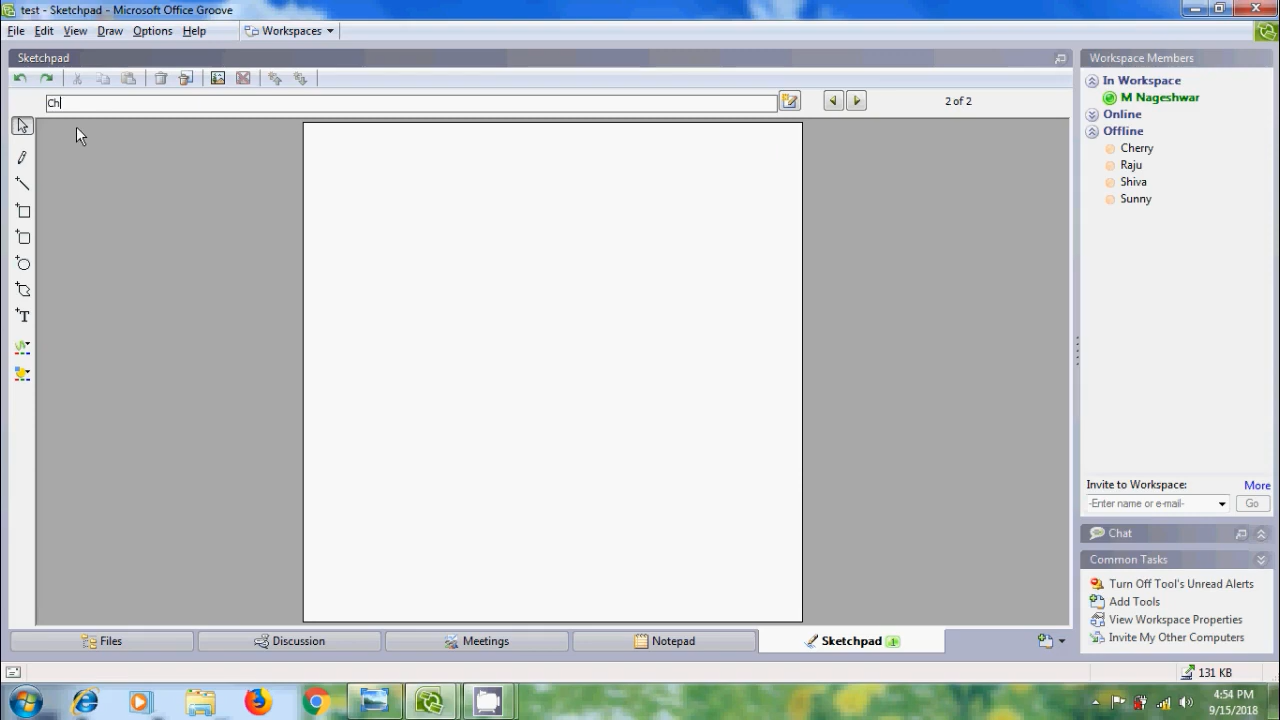 test - Sketchpad - Microsoft Office Groove
File Edit View Draw Options Help Workspaces
Sketchpad
Ch
2 of 2
T
Workspace Members
In Workspace
M Nageshwar
Online
Offline
Cherry
Raju
Shiva
Sunny
Invite to Workspace: More
-Enter name or e-mail- Go
Chat
Common Tasks
Turn Off Tool's Unread Alerts
Add Tools
View Workspace Properties
Invite My Other Computers
Files Discussion Meetings Notepad Sketchpad
131 KB
4:54 PM
9/15/2018